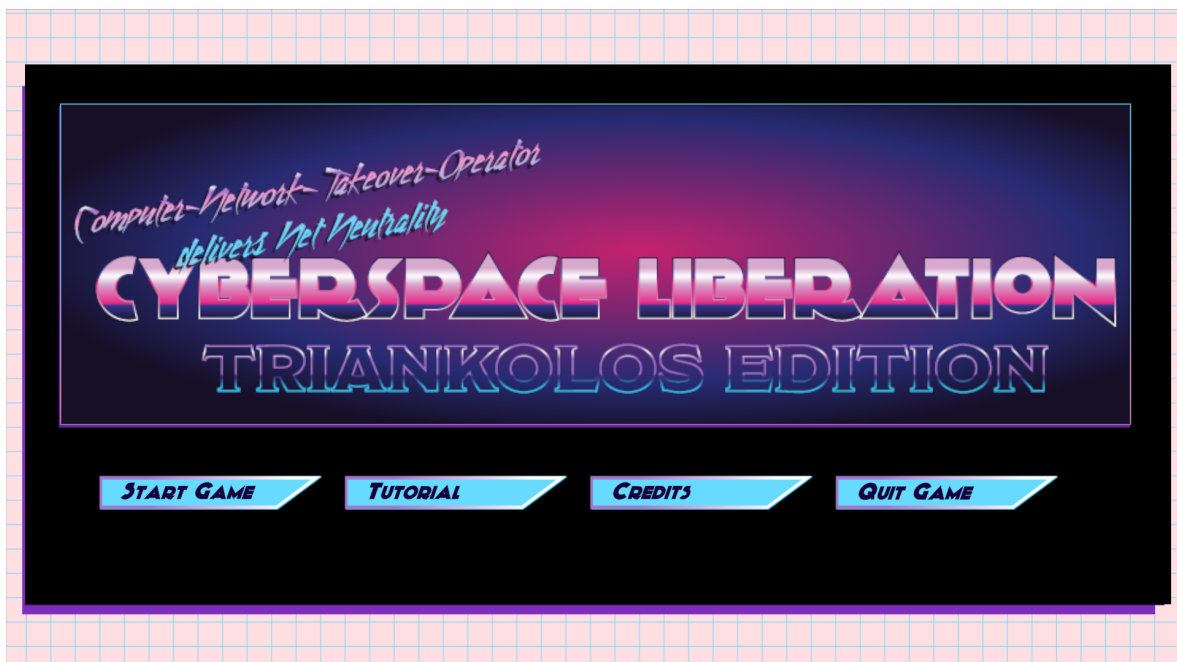 Computer-Network-Takeover-Operator
delivers Net Neutrality
CYBERSPACE LIBERATION
TRIANKOLOS EDITION
START GAME
TUTORIAL
CREDITS
QUIT GAME